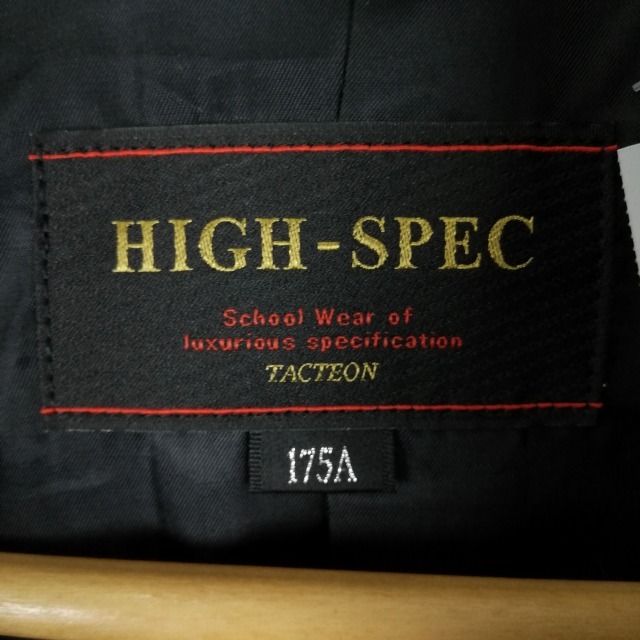 HIGH-SPEC
School Wear of
luxurious specification
TACTEON
175A